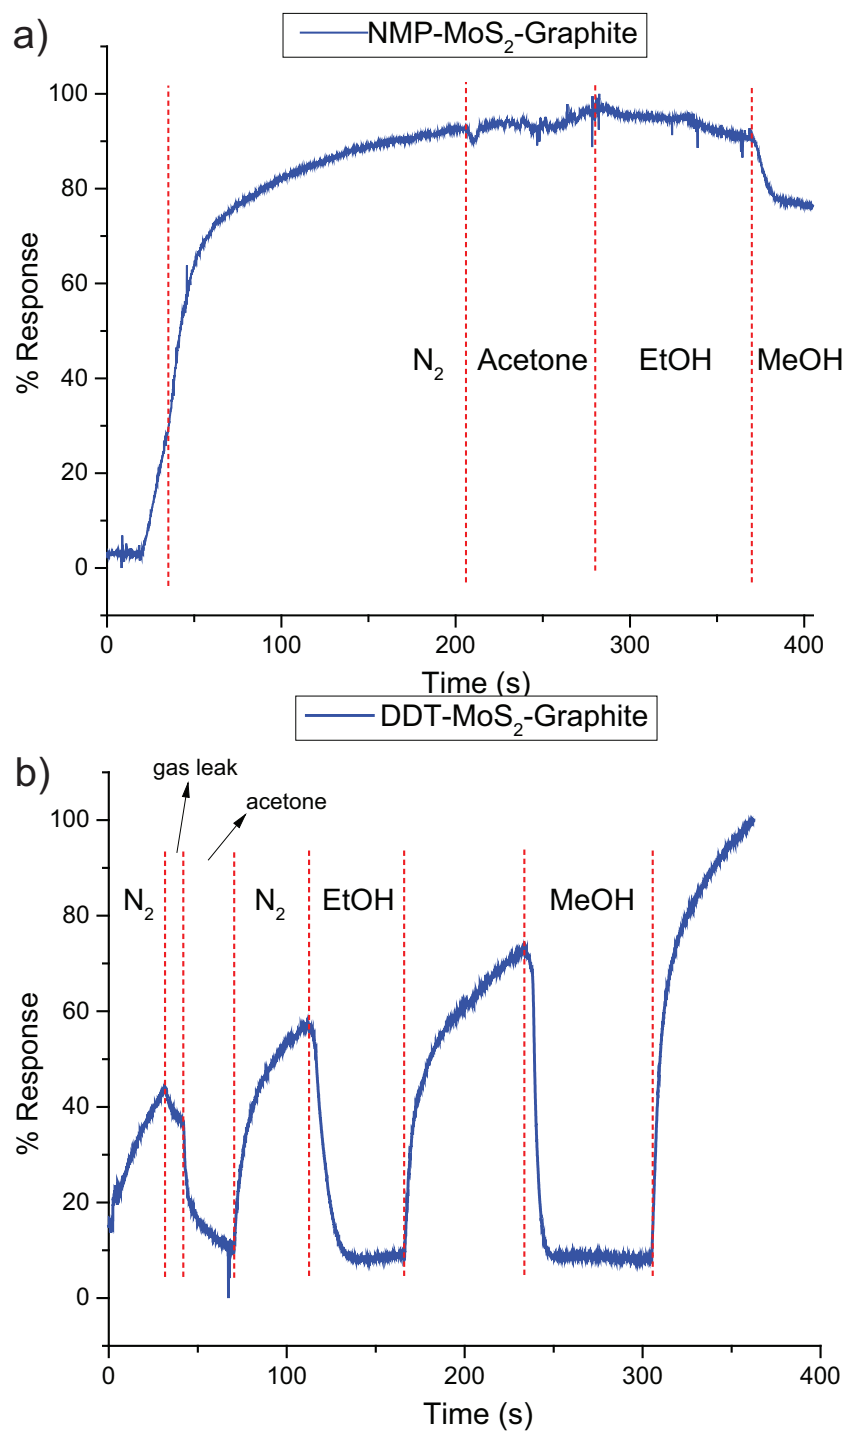 a)
NMP-MoS₂-Graphite
100
80
60
40
20
0
% Response
N₂ Acetone EtOH MeOH
0 100 200 300 400
Time (s)
DDT-MoS₂-Graphite
b)
gas leak
acetone
100
80
60
40
20
0
% Response
N₂ N₂ EtOH MeOH
0 100 200 300 400
Time (s)